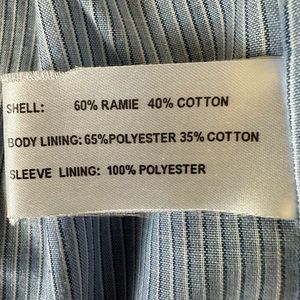 SHELL: 60% RAMIE 40% COTTON
BODY LINING: 65%POLYESTER 35% COTTON
SLEEVE LINING: 100% POLYESTER